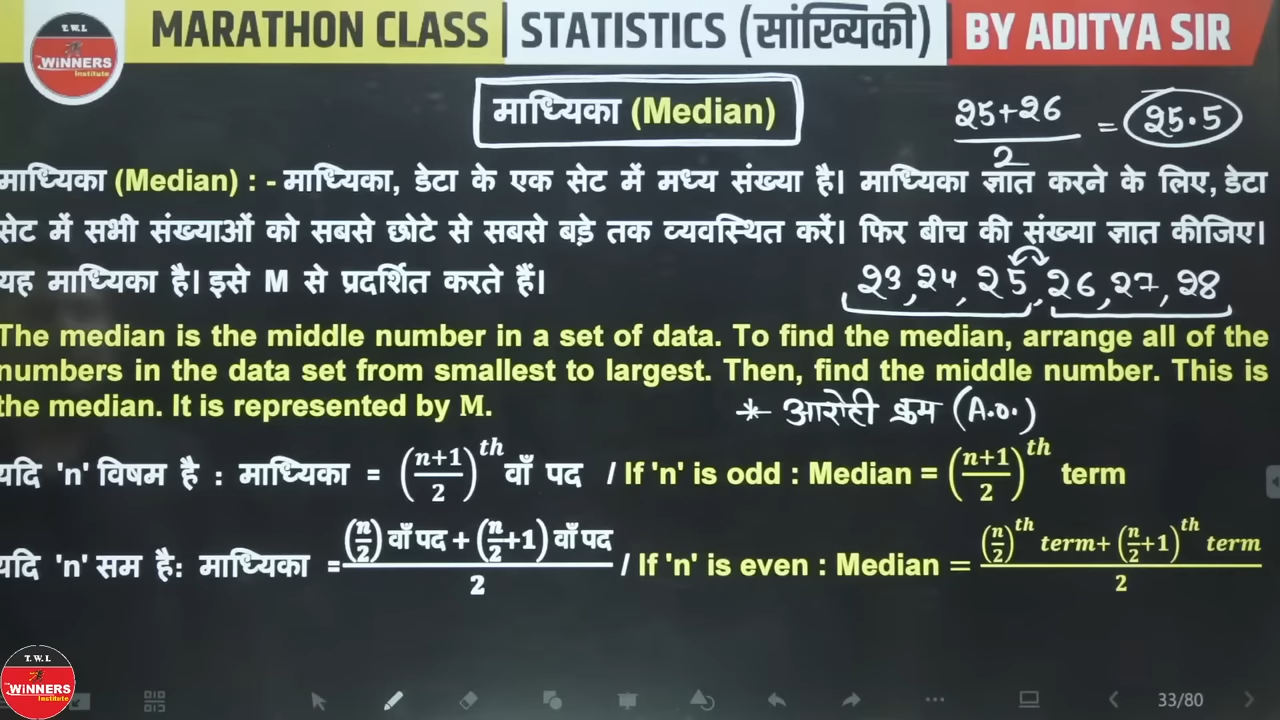 T.W.L
THE WINNERS
Institute
MARATHON CLASS STATISTICS (सांख्यिकी) BY ADITYA SIR
माध्यिका (Median)
25+26
2
= 25.5
माध्यिका (Median) : - माध्यिका, डेटा के एक सेट में मध्य संख्या है। माध्यिका ज्ञात करने के लिए, डेटा
सेट में सभी संख्याओं को सबसे छोटे से सबसे बड़े तक व्यवस्थित करें। फिर बीच की संख्या ज्ञात कीजिए।
यह माध्यिका है। इसे M से प्रदर्शित करते हैं।
23, 24, 25, 26, 27, 28
The median is the middle number in a set of data. To find the median, arrange all of the
numbers in the data set from smallest to largest. Then, find the middle number. This is
the median. It is represented by M.
* आरोही क्रम (A.O.)
यदि 'n' विषम है : माध्यिका = ((n+1)/2)^th वाँ पद / If 'n' is odd : Median = ((n+1)/2)^th term
यदि 'n' सम है: माध्यिका = ((n/2) वाँ पद + (n/2+1) वाँ पद)/2 / If 'n' is even : Median = ((n/2)^th term+ (n/2+1)^th term)/2
T.W.L
THE WINNERS
Institute
33/80